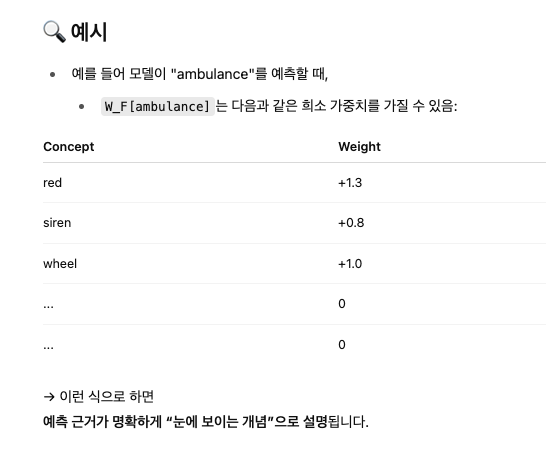 🔍 예시
• 예를 들어 모델이 "ambulance"를 예측할 때,
• W_F[ambulance]는 다음과 같은 희소 가중치를 가질 수 있음:
Concept Weight
red +1.3
siren +0.8
wheel +1.0
... 0
... 0
→ 이런 식으로 하면
예측 근거가 명확하게 “눈에 보이는 개념”으로 설명됩니다.